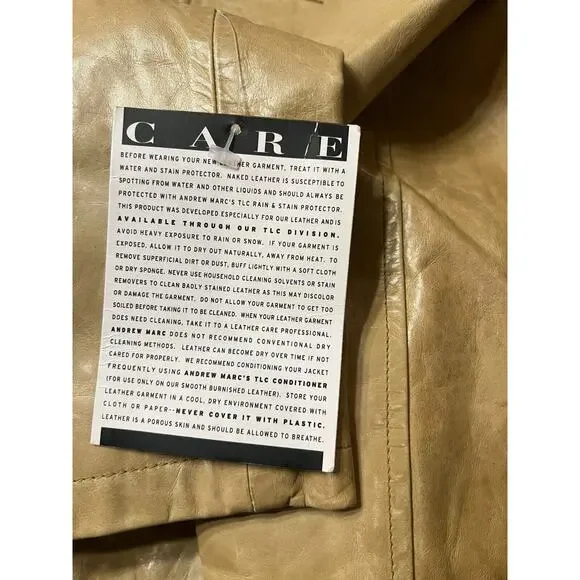 CARE
BEFORE WEARING YOUR NEW LEATHER GARMENT, TREAT IT WITH A
WATER AND STAIN PROTECTOR. NAKED LEATHER IS SUSCEPTIBLE TO
SPOTTING FROM WATER AND OTHER LIQUIDS AND SHOULD ALWAYS BE
PROTECTED WITH ANDREW MARC'S TLC RAIN & STAIN PROTECTOR.
THIS PRODUCT WAS DEVELOPED ESPECIALLY FOR OUR LEATHER AND IS
AVAILABLE THROUGH OUR TLC DIVISION.
AVOID HEAVY EXPOSURE TO RAIN OR SNOW. IF YOUR GARMENT IS
EXPOSED, ALLOW IT TO DRY OUT NATURALLY, AWAY FROM HEAT. TO
REMOVE SUPERFICIAL DIRT OR DUST, BUFF LIGHTLY WITH A SOFT CLOTH
OR DRY SPONGE. NEVER USE HOUSEHOLD CLEANING SOLVENTS OR STAIN
REMOVERS TO CLEAN BADLY STAINED LEATHER AS THIS MAY DISCOLOR
OR DAMAGE THE GARMENT. DO NOT ALLOW YOUR GARMENT TO GET TOO
SOILED BEFORE TAKING IT TO BE CLEANED. WHEN YOUR LEATHER GARMENT
DOES NEED CLEANING, TAKE IT TO A LEATHER CARE PROFESSIONAL.
ANDREW MARC DOES NOT RECOMMEND CONVENTIONAL DRY
CLEANING METHODS. LEATHER CAN BECOME DRY OVER TIME IF NOT
CARED FOR PROPERLY. WE RECOMMEND CONDITIONING YOUR JACKET
FREQUENTLY USING ANDREW MARC'S TLC CONDITIONER
(FOR USE ONLY ON OUR SMOOTH BURNISHED LEATHER). STORE YOUR
LEATHER GARMENT IN A COOL, DRY ENVIRONMENT COVERED WITH
CLOTH OR PAPER--NEVER COVER IT WITH PLASTIC.
LEATHER IS A POROUS SKIN AND SHOULD BE ALLOWED TO BREATHE.